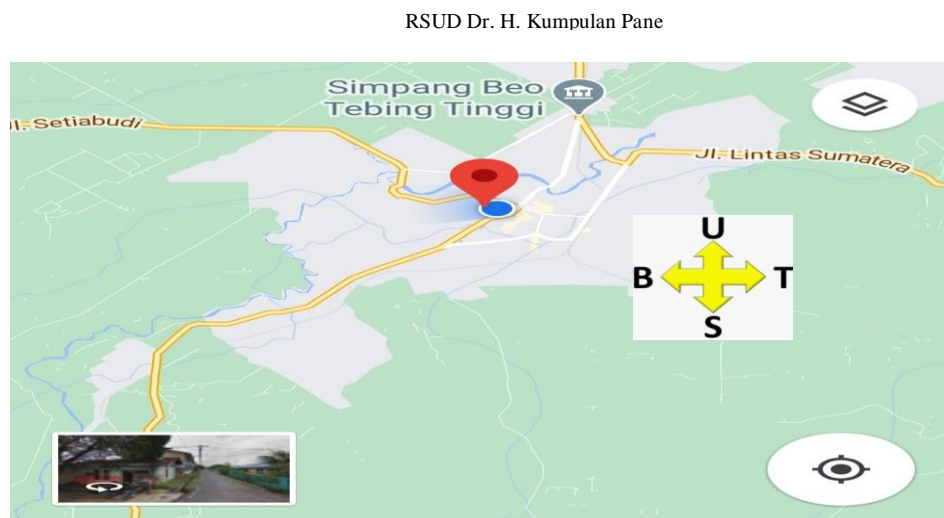 RSUD Dr. H. Kumpulan Pane
Simpang Beo
Tebing Tinggi
Jl. Setiabudi
Jl. Lintas Sumatera
U
B T
S